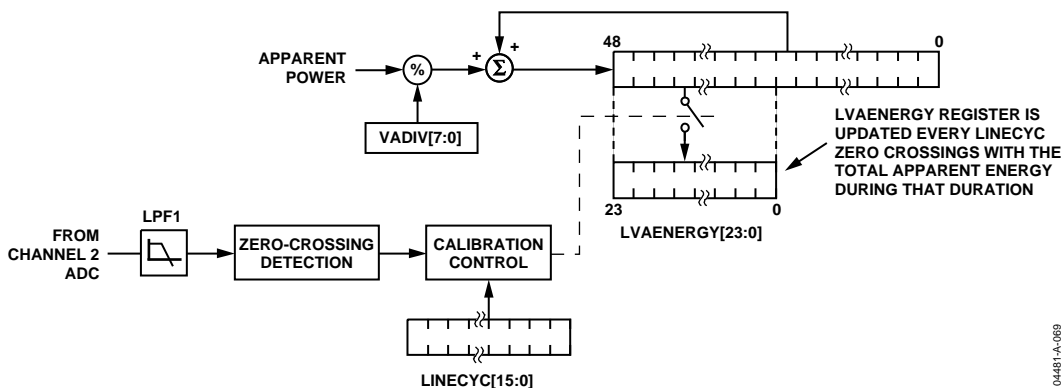 48
0
+
+
APPARENT
POWER
%
Σ
VADIV[7:0]
LVAENERGY REGISTER IS
UPDATED EVERY LINECYC
ZERO CROSSINGS WITH THE
TOTAL APPARENT ENERGY
DURING THAT DURATION
23
0
LVAENERGY[23:0]
LPF1
FROM
CHANNEL 2
ADC
ZERO-CROSSING
DETECTION
CALIBRATION
CONTROL
LINECYC[15:0]
04481-A-069